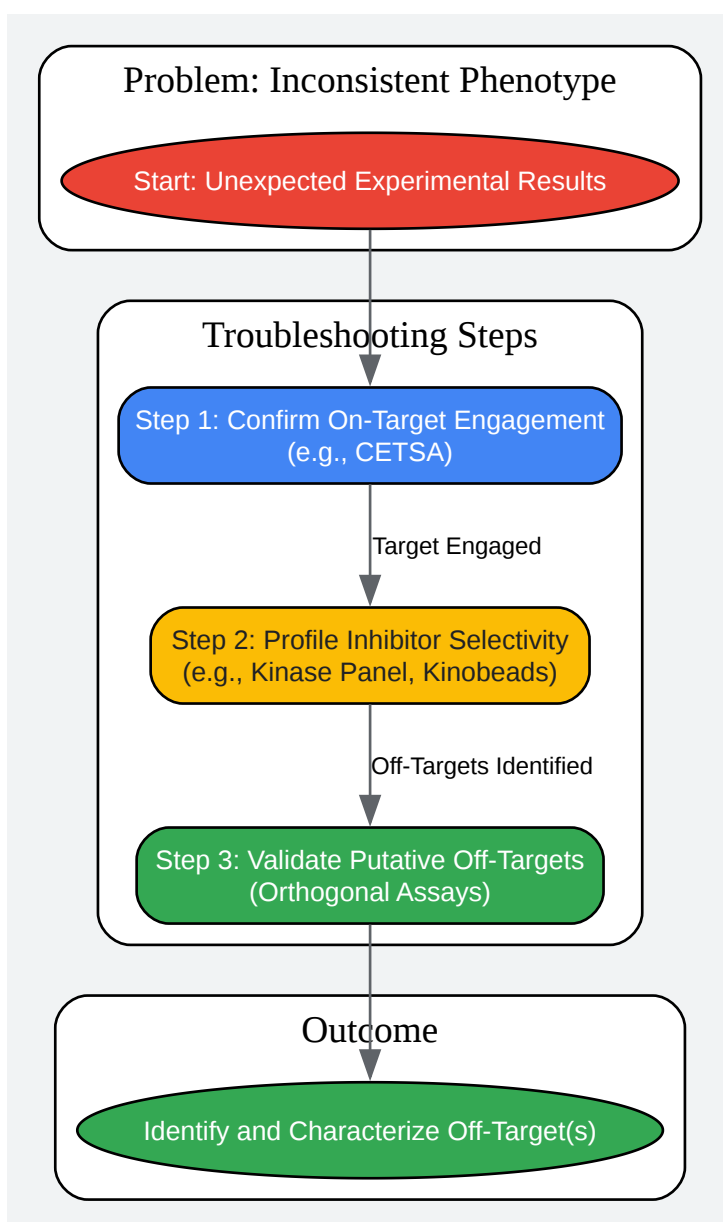 Problem: Inconsistent Phenotype
Start: Unexpected Experimental Results
Troubleshooting Steps
Step 1: Confirm On-Target Engagement
(e.g., CETSA)
Target Engaged
Step 2: Profile Inhibitor Selectivity
(e.g., Kinase Panel, Kinobeads)
Off-Targets Identified
Step 3: Validate Putative Off-Targets
(Orthogonal Assays)
Outcome
Identify and Characterize Off-Target(s)